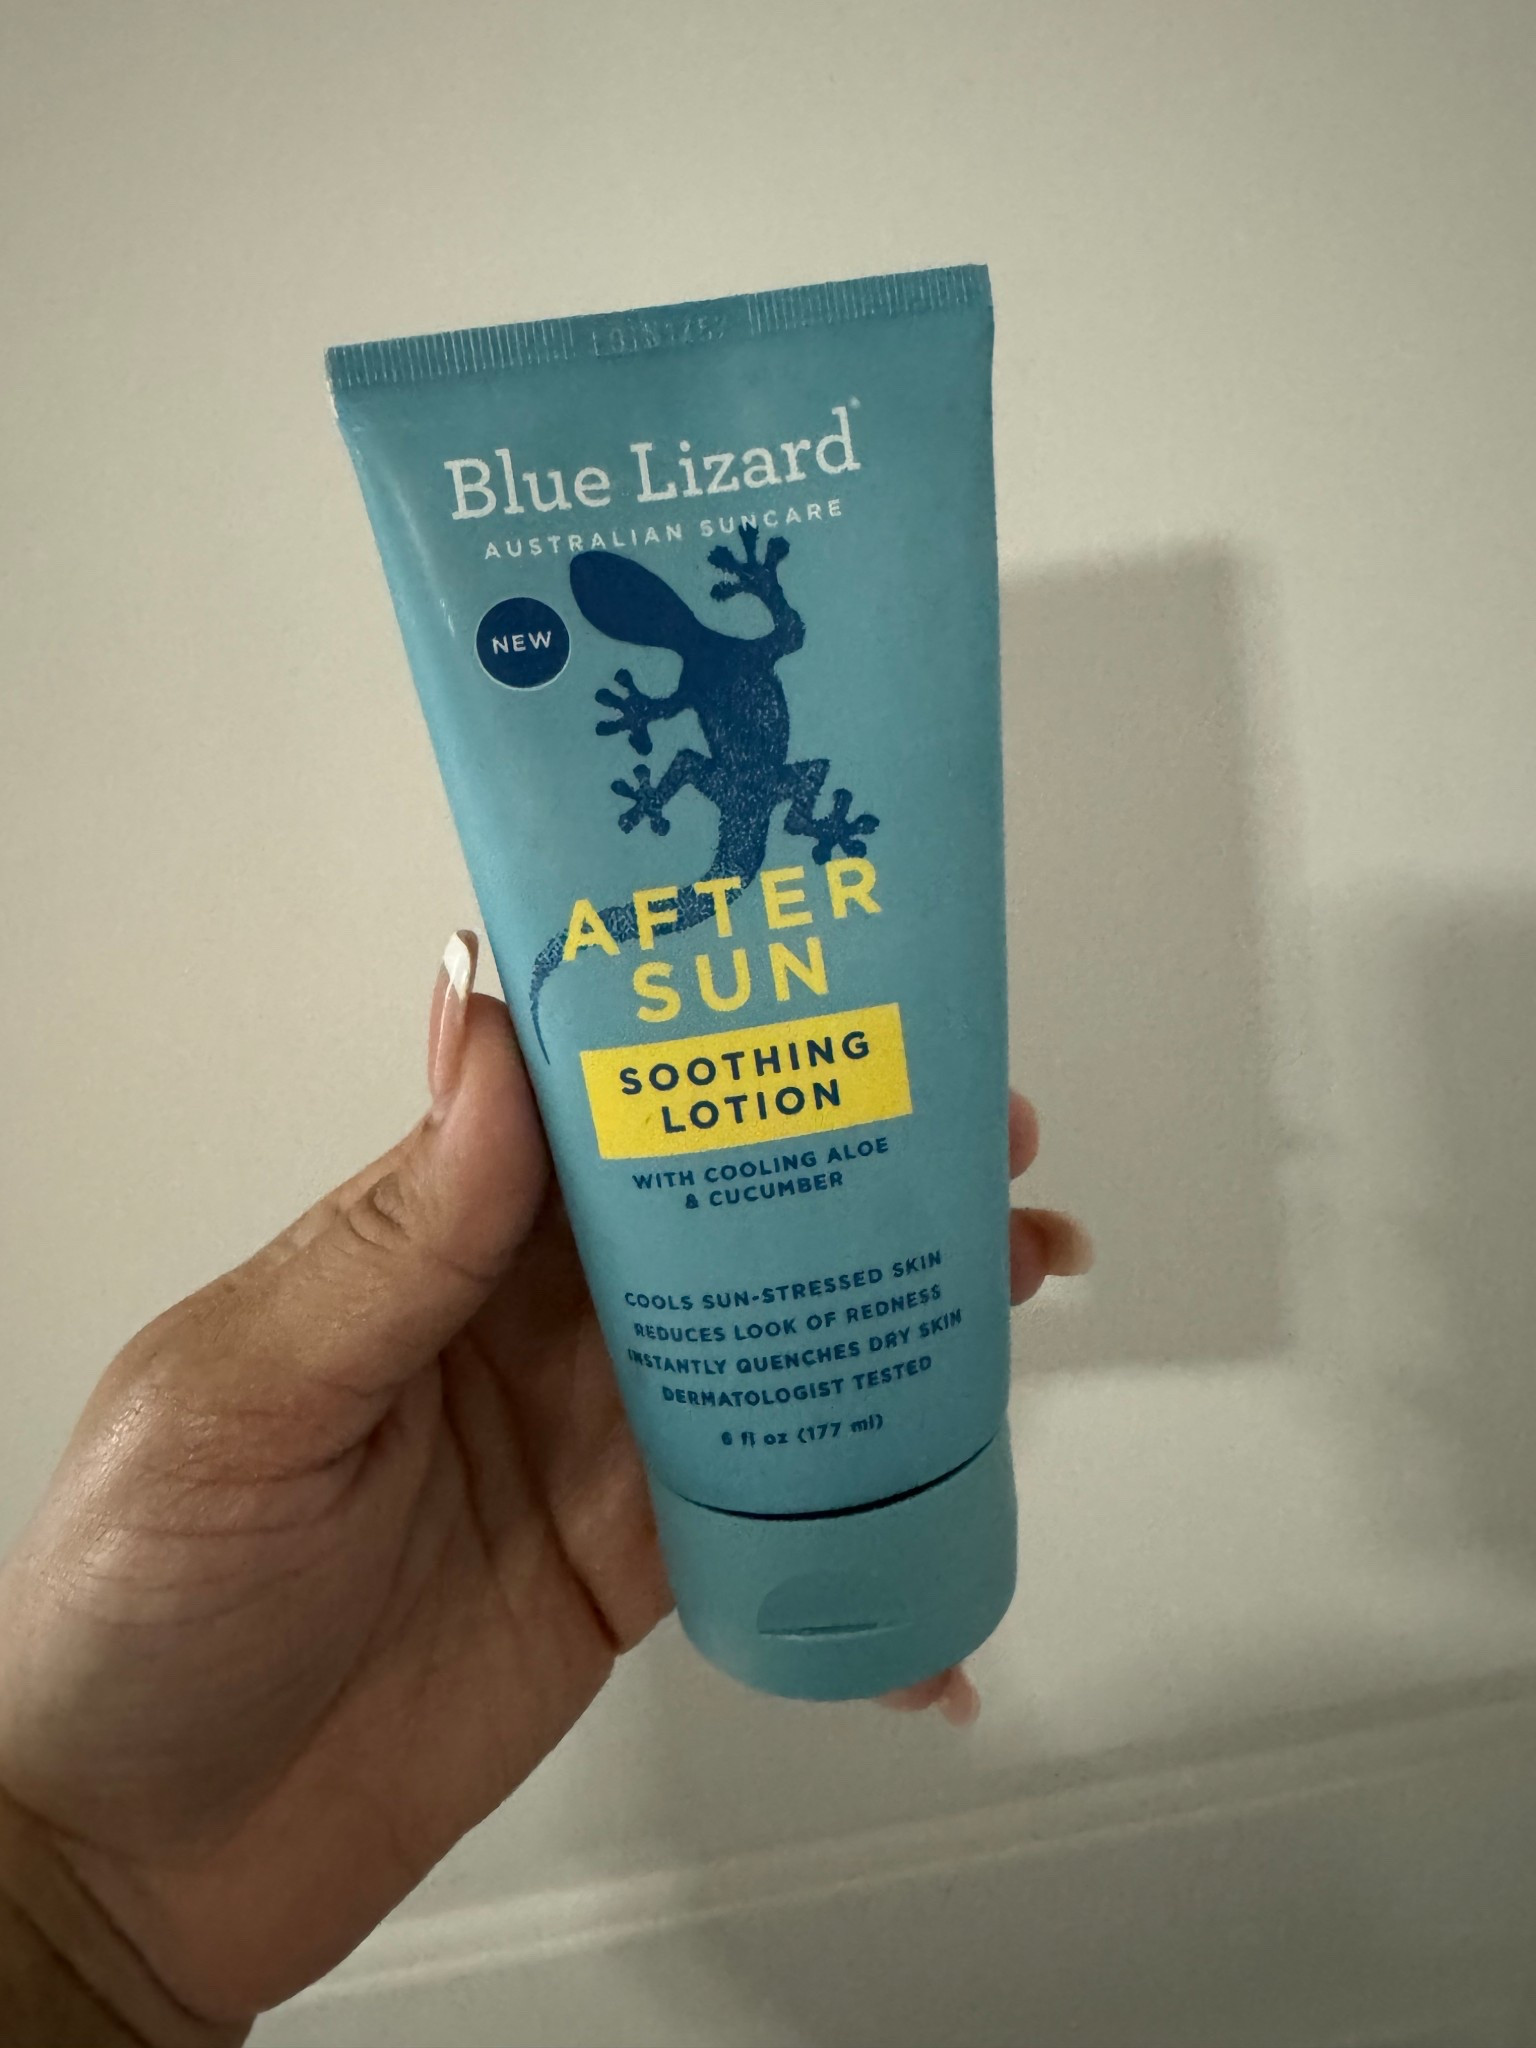 Blue Lizard®
AUSTRALIAN SUNCARE
NEW
AFTER
SUN
SOOTHING
LOTION
WITH COOLING ALOE
& CUCUMBER
COOLS SUN-STRESSED SKIN
REDUCES LOOK OF REDNESS
INSTANTLY QUENCHES DRY SKIN
DERMATOLOGIST TESTED
6 fl oz (177 ml)